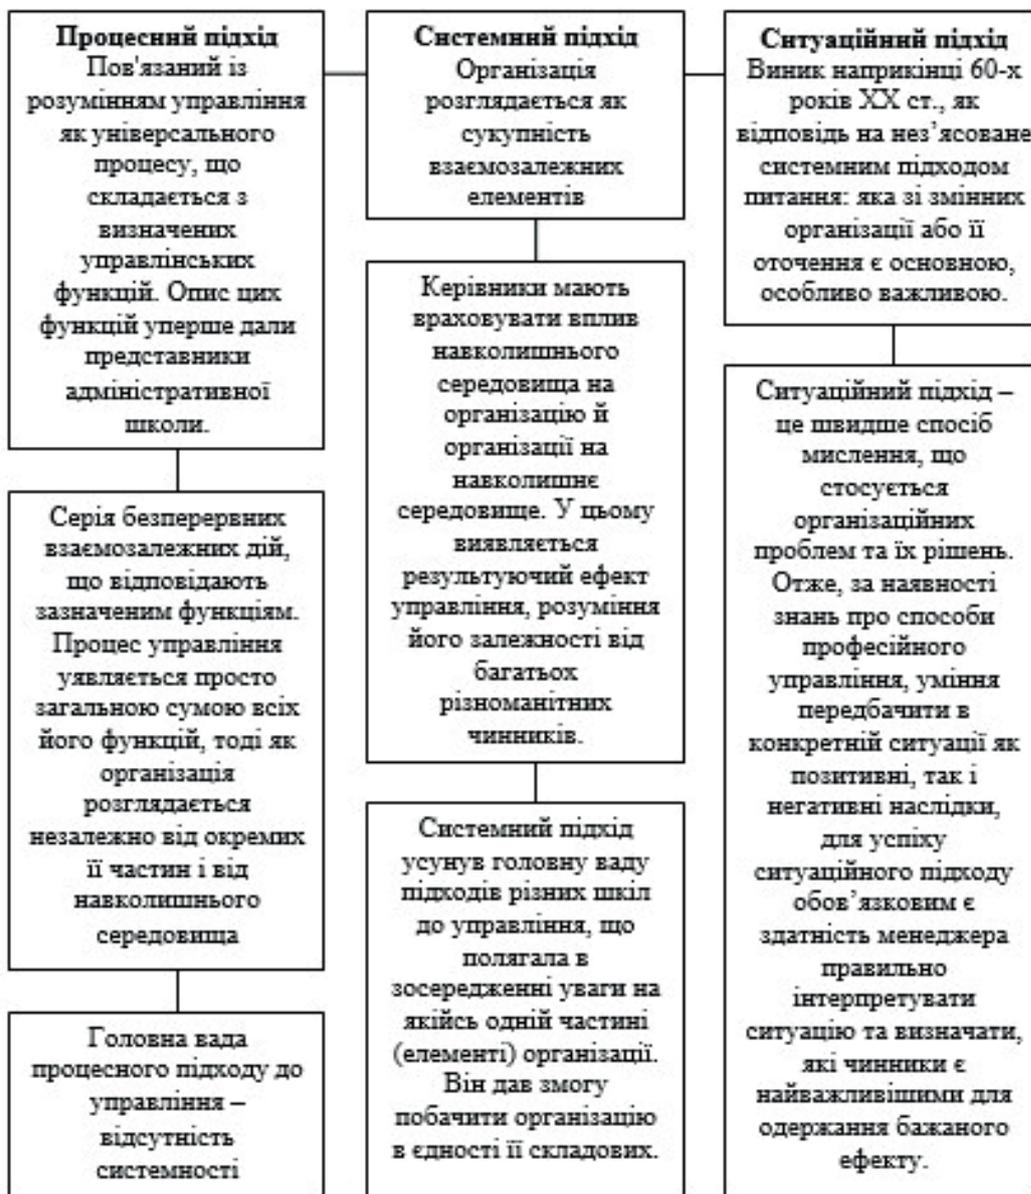 Процесний підхід
Пов'язаний із
розумінням управління
як універсального
процесу, що
складається з
визначених
управлінських
функцій. Опис цих
функцій уперше дали
представники
адміністративної
школи.
Серія безперервних
взаємозалежних дій,
що відповідають
зазначеним функціям.
Процес управління
уявляється просто
загальною сумою всіх
його функцій, тоді як
організація
розглядається
незалежно від окремих
її частин і від
навколишнього
середовища
Головна вада
процесного підходу до
управління –
відсутність
системності
Системний підхід
Організація
розглядається як
сукупність
взаємозалежних
елементів
Керівники мають
враховувати вплив
навколишнього
середовища на
організацію й
організації на
навколишнє
середовище. У цьому
виявляється
результуючий ефект
управління, розуміння
його залежності від
багатьох
різноманітних
чинників.
Системний підхід
усунув головну ваду
підходів різних шкіл
до управління, що
полягала в
зосередженні уваги на
якійсь одній частині
(елементі) організації.
Він дав змогу
побачити організацію
в єдності її складових.
Ситуаційний підхід
Виник наприкінці 60-х
років ХХ ст., як
відповідь на нез’ясоване
системним підходом
питання: яка зі змінних
організації або її
оточення є основною,
особливо важливою.
Ситуаційний підхід –
це швидше спосіб
мислення, що
стосується
організаційних
проблем та їх рішень.
Отже, за наявності
знань про способи
професійного
управління, уміння
передбачити в
конкретній ситуації як
позитивні, так і
негативні наслідки,
для успіху
ситуаційного підходу
обов’язковим є
здатність менеджера
правильно
інтерпретувати
ситуацію та визначати,
які чинники є
найважливішими для
одержання бажаного
ефекту.